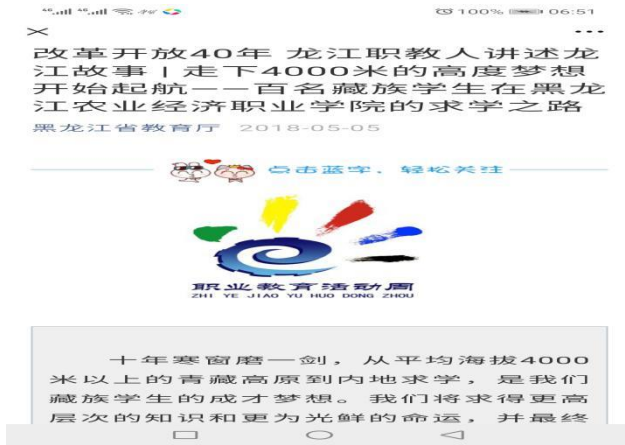 46 46 100% 06:51
改革开放40年 龙江职教人讲述龙
江故事 | 走下4000米的高度梦想
开始起航——百名藏族学生在黑龙
江农业经济职业学院的求学之路
黑龙江省教育厅 2018-05-05
点击蓝字，轻松关注
职业教育活动周
ZHI YE JIAO YU HUO DONG ZHOU
十年寒窗磨一剑，从平均海拔4000
米以上的青藏高原到内地求学，是我们
藏族学生的成才梦想。我们将求得更高
层次的知识和更为光鲜的命运，并最终